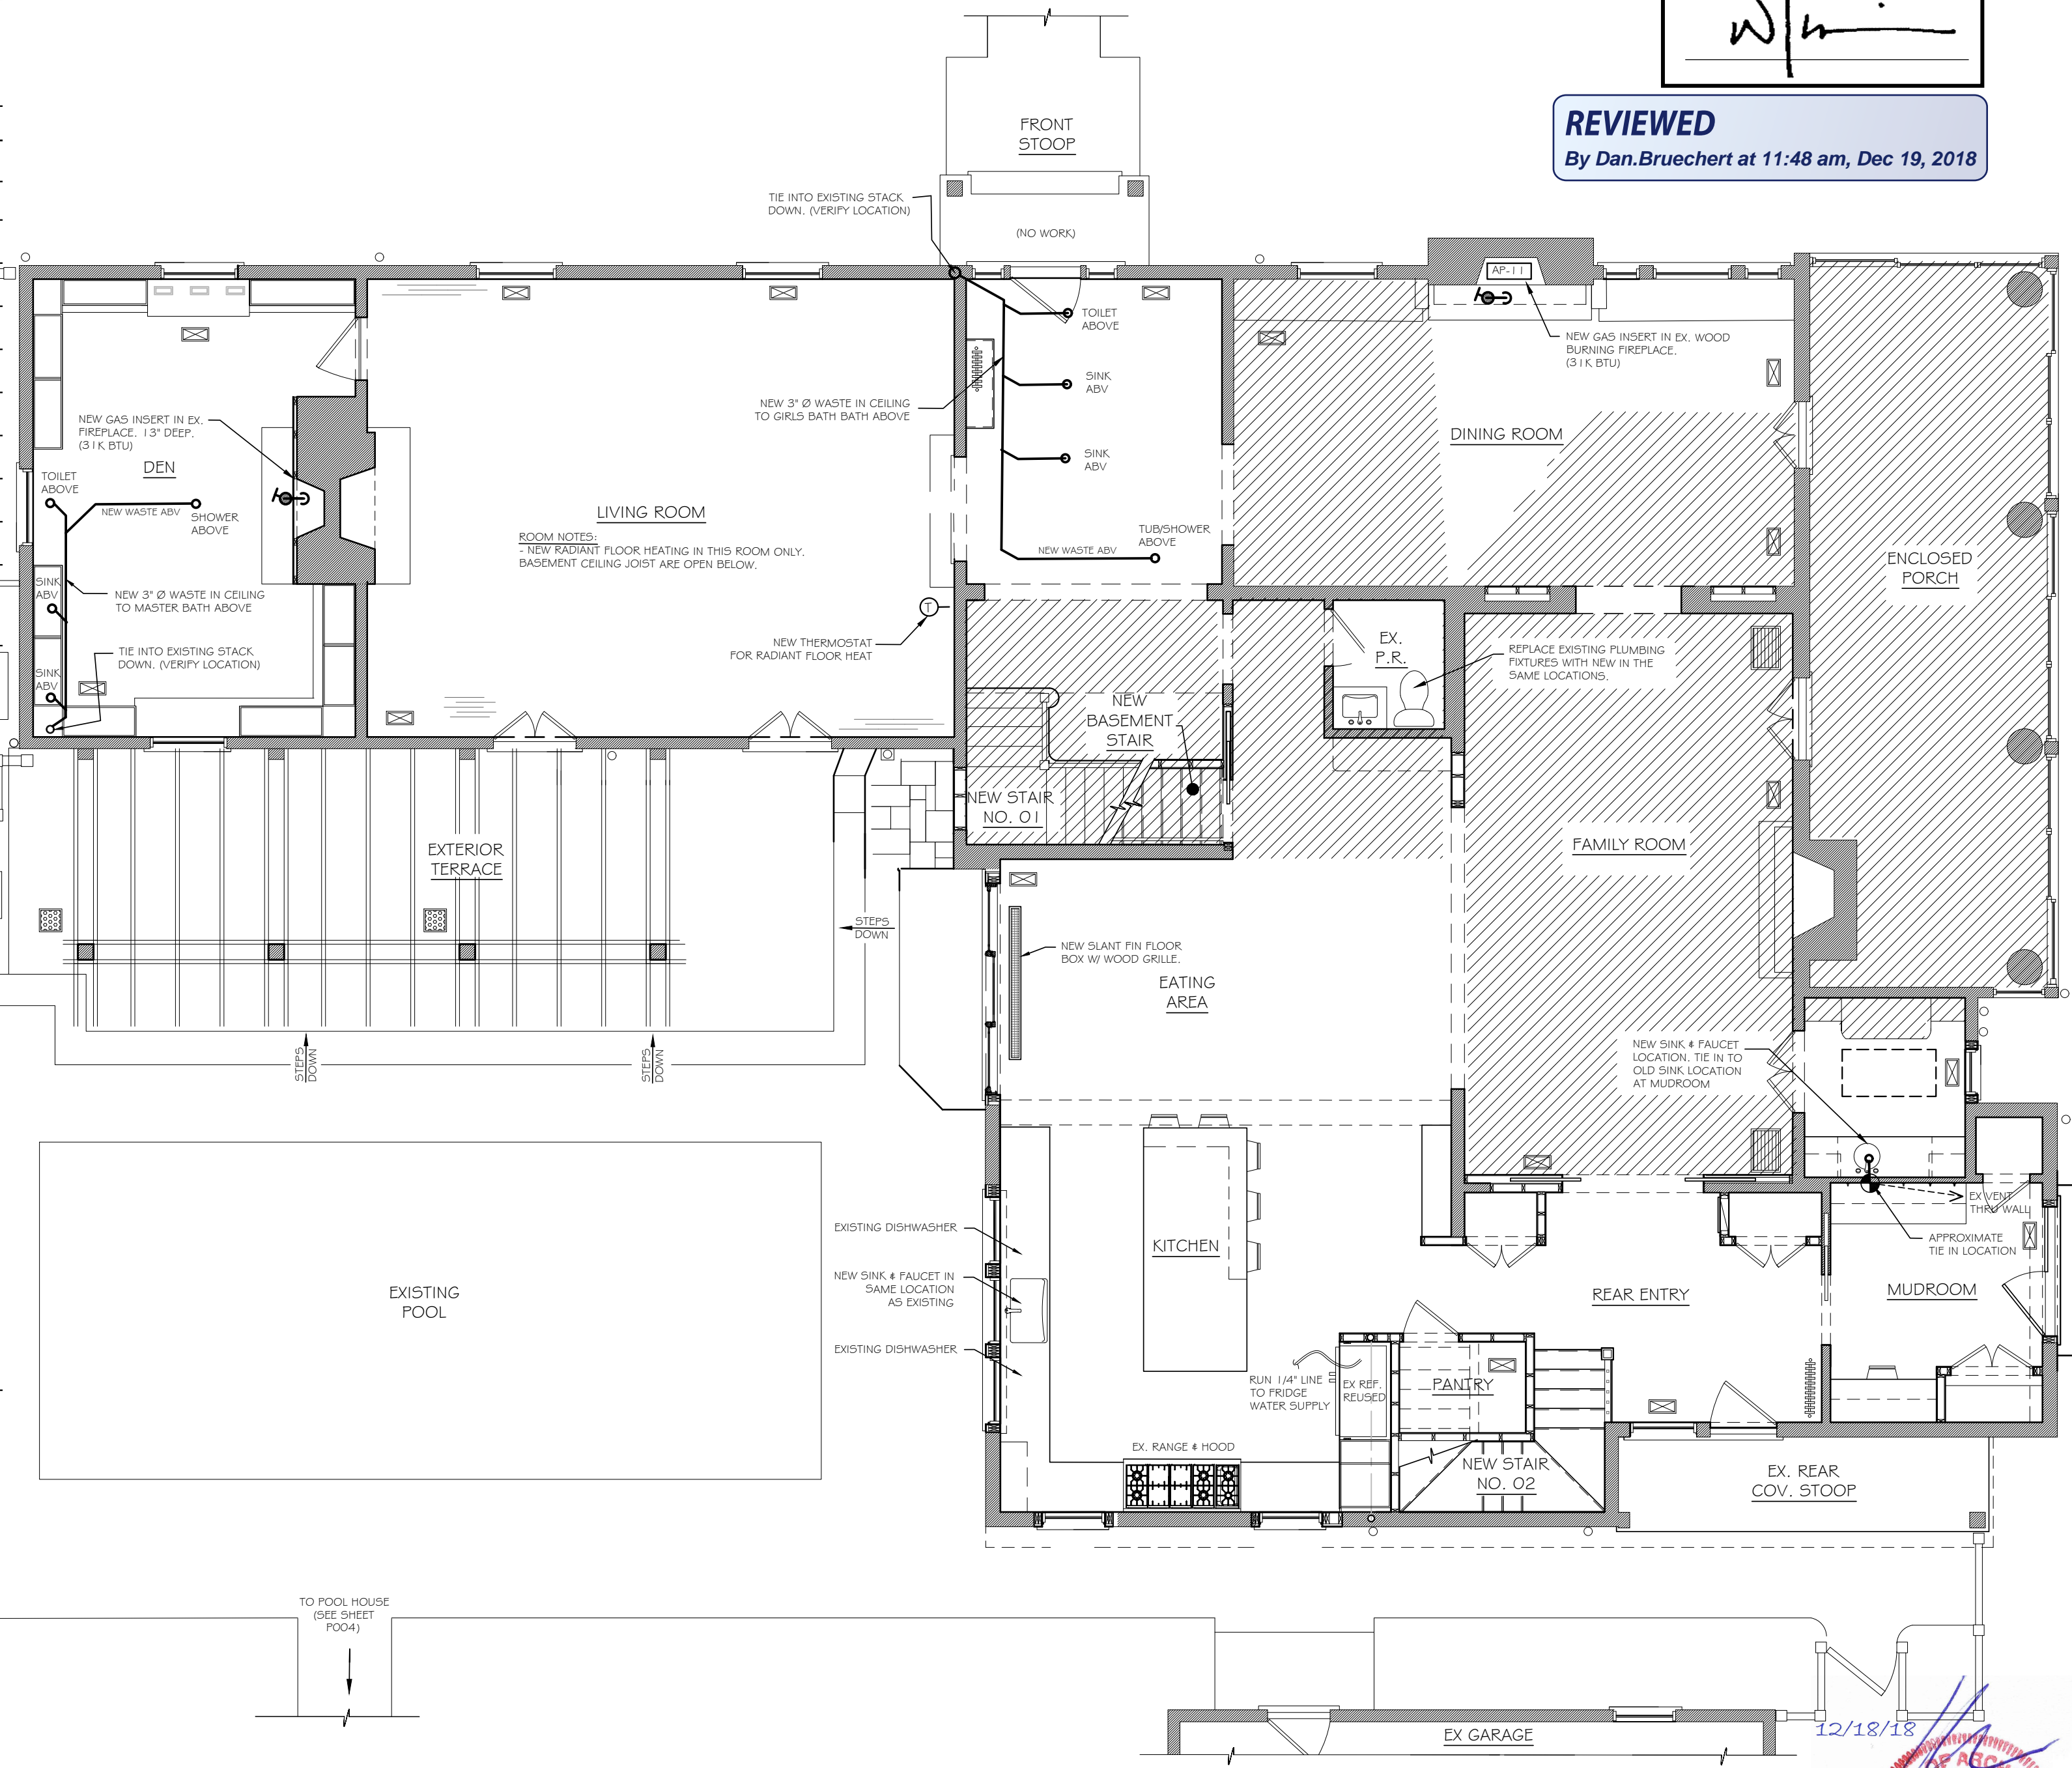 REVIEWED
By Dan.Bruechert at 11:48 am, Dec 19, 2018
FRONT
STOOP
TIE INTO EXISTING STACK
DOWN. (VERIFY LOCATION)
(NO WORK)
AP-11
TOILET
ABOVE
NEW GAS INSERT IN EX. WOOD
BURNING FIREPLACE.
(31K BTU)
SINK
ABV
NEW 3" Ø WASTE IN CEILING
TO GIRLS BATH BATH ABOVE
NEW GAS INSERT IN EX.
FIREPLACE. 13" DEEP.
(31K BTU)
DINING ROOM
SINK
ABV
DEN
TOILET
ABOVE
NEW WASTE ABV
SHOWER
ABOVE
LIVING ROOM
ROOM NOTES:
- NEW RADIANT FLOOR HEATING IN THIS ROOM ONLY.
BASEMENT CEILING JOIST ARE OPEN BELOW.
TUB/SHOWER
ABOVE
NEW WASTE ABV
ENCLOSED
PORCH
SINK
ABV
NEW 3" Ø WASTE IN CEILING
TO MASTER BATH ABOVE
T
NEW THERMOSTAT
FOR RADIANT FLOOR HEAT
EX.
P.R.
REPLACE EXISTING PLUMBING
FIXTURES WITH NEW IN THE
SAME LOCATIONS.
TIE INTO EXISTING STACK
DOWN. (VERIFY LOCATION)
SINK
ABV
NEW
BASEMENT
STAIR
NEW STAIR
NO. 01
EXTERIOR
TERRACE
FAMILY ROOM
STEPS
DOWN
NEW SLANT FIN FLOOR
BOX W/ WOOD GRILLE.
EATING
AREA
STEPS
DOWN
STEPS
DOWN
NEW SINK & FAUCET
LOCATION. TIE IN TO
OLD SINK LOCATION
AT MUDROOM
EX VENT
THRU WALL
EXISTING DISHWASHER
KITCHEN
APPROXIMATE
TIE IN LOCATION
NEW SINK & FAUCET IN
SAME LOCATION
AS EXISTING
EXISTING
POOL
REAR ENTRY
MUDROOM
EXISTING DISHWASHER
RUN 1/4" LINE
TO FRIDGE
WATER SUPPLY
EX REF.
REUSED
PANTRY
EX. RANGE & HOOD
NEW STAIR
NO. 02
EX. REAR
COV. STOOP
TO POOL HOUSE
(SEE SHEET
P004)
EX GARAGE
12/18/18